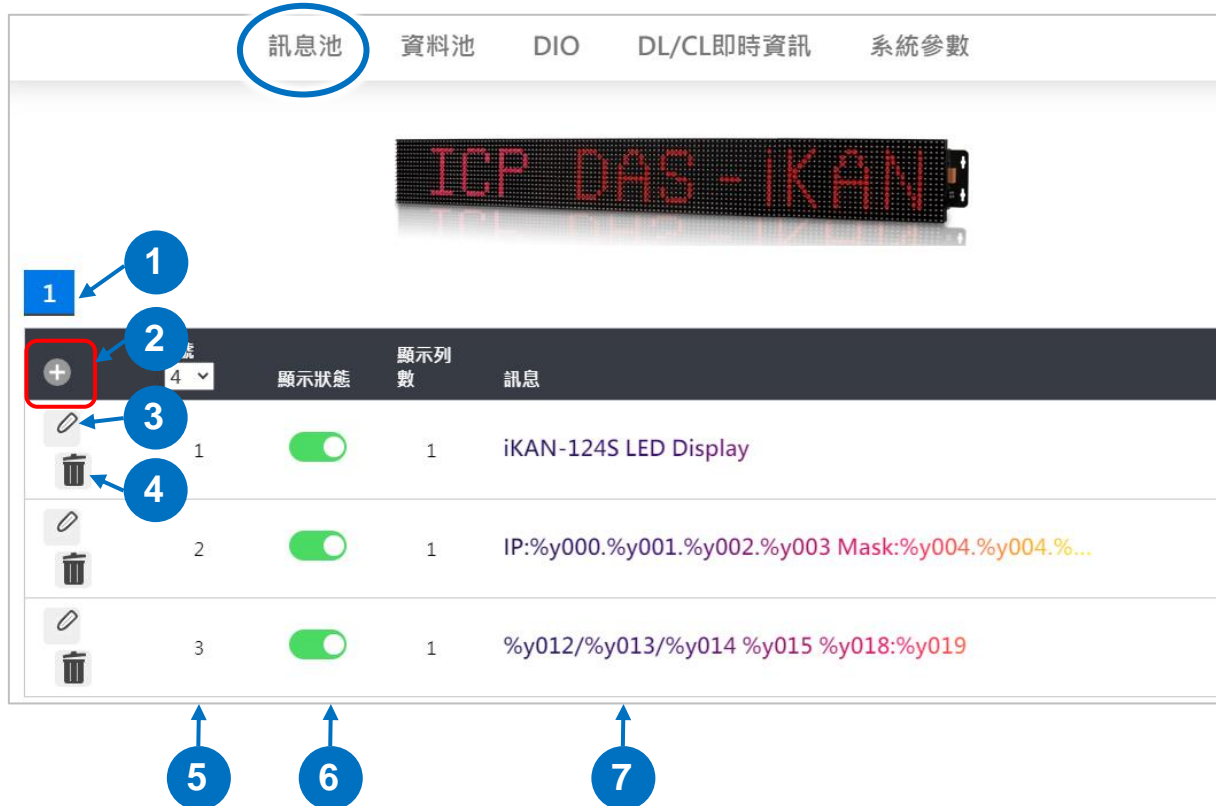 訊息池 資料池 DIO DL/CL即時資訊 系統參數
ICP DAS-iKAN
1
1
2
號
4
顯示狀態
顯示列
數
訊息
3
1
1
iKAN-124S LED Display
4
2
1
IP:%y000.%y001.%y002.%y003 Mask:%y004.%y004.%...
3
1
%y012/%y013/%y014 %y015 %y018:%y019
5 6 7